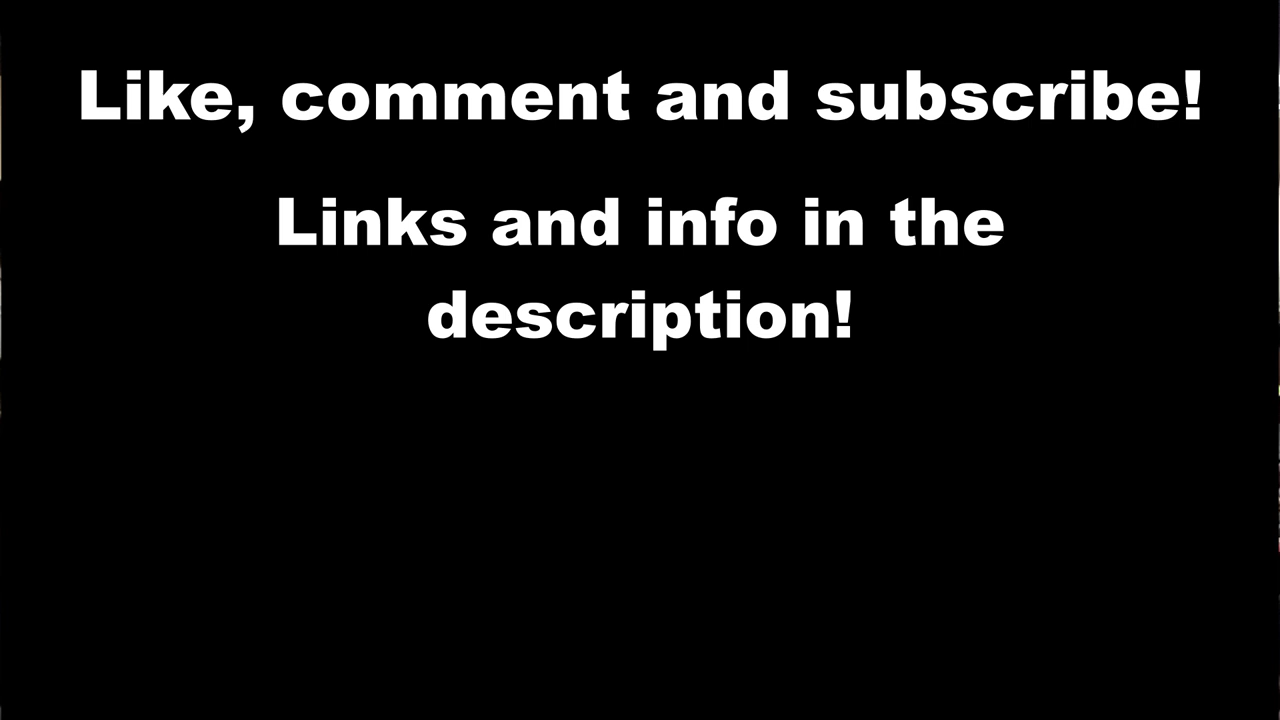 Like, comment and subscribe!
Links and info in the
description!